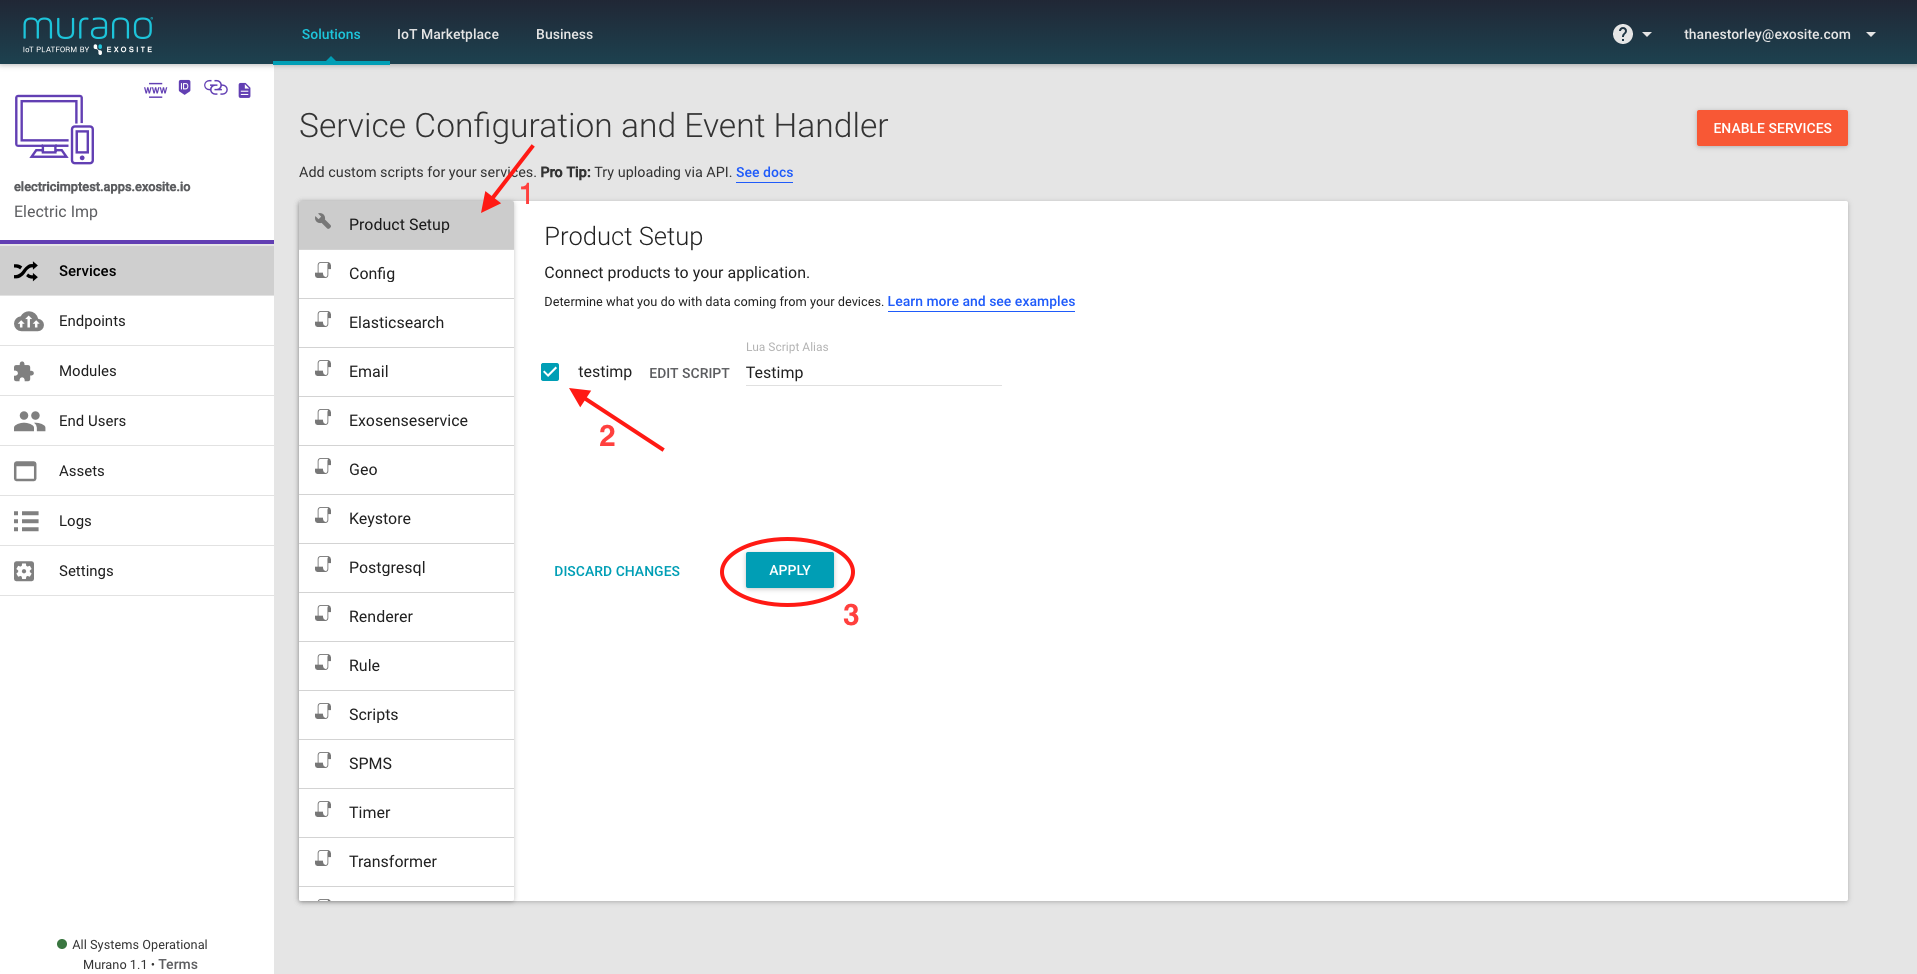 murano
IoT PLATFORM BY EXOSITE
Solutions
IoT Marketplace
Business
?
thanestorley@exosite.com
WWW
ID
electricimptest.apps.exosite.io
Electric Imp
Services
Endpoints
Modules
End Users
Assets
Logs
Settings
All Systems Operational
Murano 1.1 • Terms
Service Configuration and Event Handler
ENABLE SERVICES
Add custom scripts for your services. Pro Tip: Try uploading via API. See docs
1
Product Setup
Config
Elasticsearch
Email
Exosenseservice
Geo
Keystore
Postgresql
Renderer
Rule
Scripts
SPMS
Timer
Transformer
Product Setup
Connect products to your application.
Determine what you do with data coming from your devices. Learn more and see examples
Lua Script Alias
testimp EDIT SCRIPT Testimp
2
DISCARD CHANGES
APPLY
3